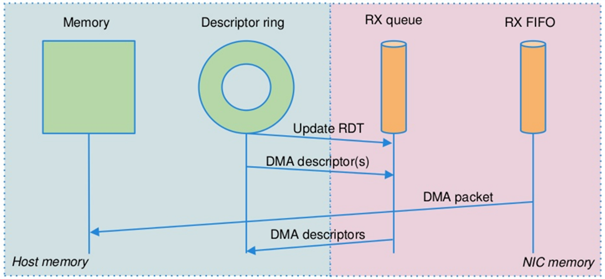 Memory
Descriptor ring
RX queue
RX FIFO
Update RDT
DMA descriptor(s)
DMA packet
DMA descriptors
Host memory
NIC memory